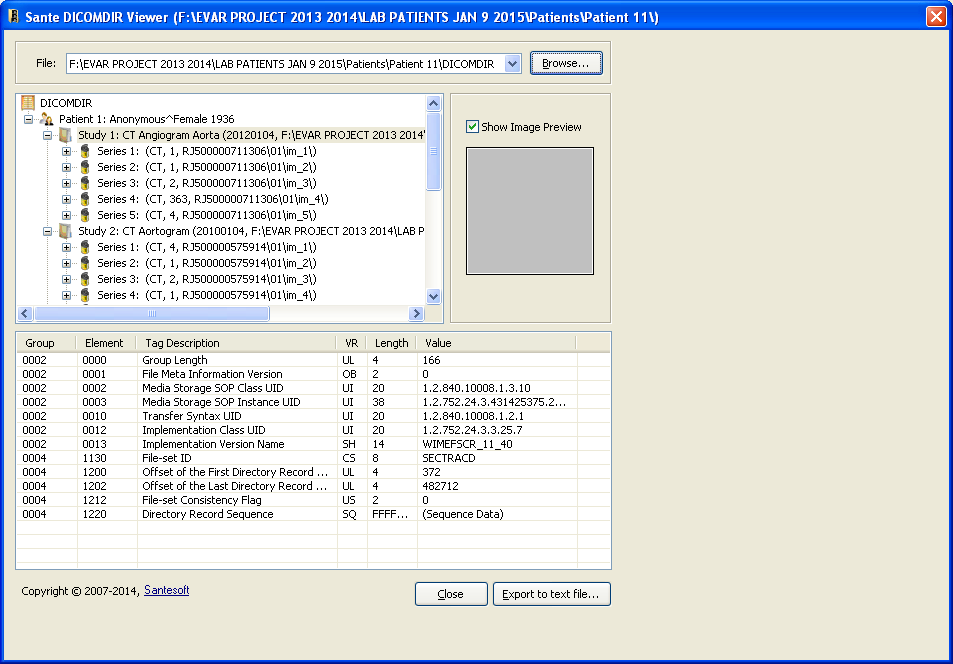 Sante DICOMDIR Viewer (F:\EVAR PROJECT 2013 2014\LAB PATIENTS JAN 9 2015\Patients\Patient 11\)
File: F:\EVAR PROJECT 2013 2014\LAB PATIENTS JAN 9 2015\Patients\Patient 11\DICOMDIR Browse...
DICOMDIR
Patient 1: Anonymous^Female 1936
Study 1: CT Angiogram Aorta (20120104, F:\EVAR PROJECT 2013 2014\
Series 1: (CT, 1, RJ500000711306\01\im_1\)
Series 2: (CT, 1, RJ500000711306\01\im_2\)
Series 3: (CT, 2, RJ500000711306\01\im_3\)
Series 4: (CT, 363, RJ500000711306\01\im_4\)
Series 5: (CT, 4, RJ500000711306\01\im_5\)
Study 2: CT Aortogram (20100104, F:\EVAR PROJECT 2013 2014\LAB P
Series 1: (CT, 4, RJ500000575914\01\im_1\)
Series 2: (CT, 1, RJ500000575914\01\im_2\)
Series 3: (CT, 2, RJ500000575914\01\im_3\)
Series 4: (CT, 1, RJ500000575914\01\im_4\)
Show Image Preview
Group Element Tag Description VR Length Value
0002 0000 Group Length UL 4 166
0002 0001 File Meta Information Version OB 2 0
0002 0002 Media Storage SOP Class UID UI 20 1.2.840.10008.1.3.10
0002 0003 Media Storage SOP Instance UID UI 38 1.2.752.24.3.431425375.2...
0002 0010 Transfer Syntax UID UI 20 1.2.840.10008.1.2.1
0002 0012 Implementation Class UID UI 20 1.2.752.24.3.3.25.7
0002 0013 Implementation Version Name SH 14 WIMEFSCR_11_40
0004 1130 File-set ID CS 8 SECTRACD
0004 1200 Offset of the First Directory Record ... UL 4 372
0004 1202 Offset of the Last Directory Record ... UL 4 482712
0004 1212 File-set Consistency Flag US 2 0
0004 1220 Directory Record Sequence SQ FFFF... (Sequence Data)
Copyright © 2007-2014, Santesoft Close Export to text file...